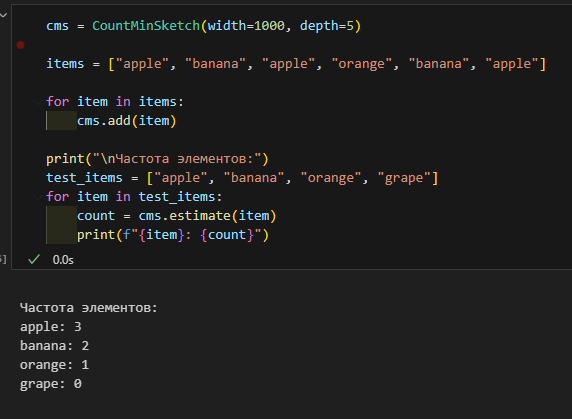 cms = CountMinSketch(width=1000, depth=5)
items = ["apple", "banana", "apple", "orange", "banana", "apple"]
for item in items:
cms.add(item)
print("\nЧастота элементов:")
test_items = ["apple", "banana", "orange", "grape"]
for item in test_items:
count = cms.estimate(item)
print(f"{item}: {count}")
0.0s
Частота элементов:
apple: 3
banana: 2
orange: 1
grape: 0